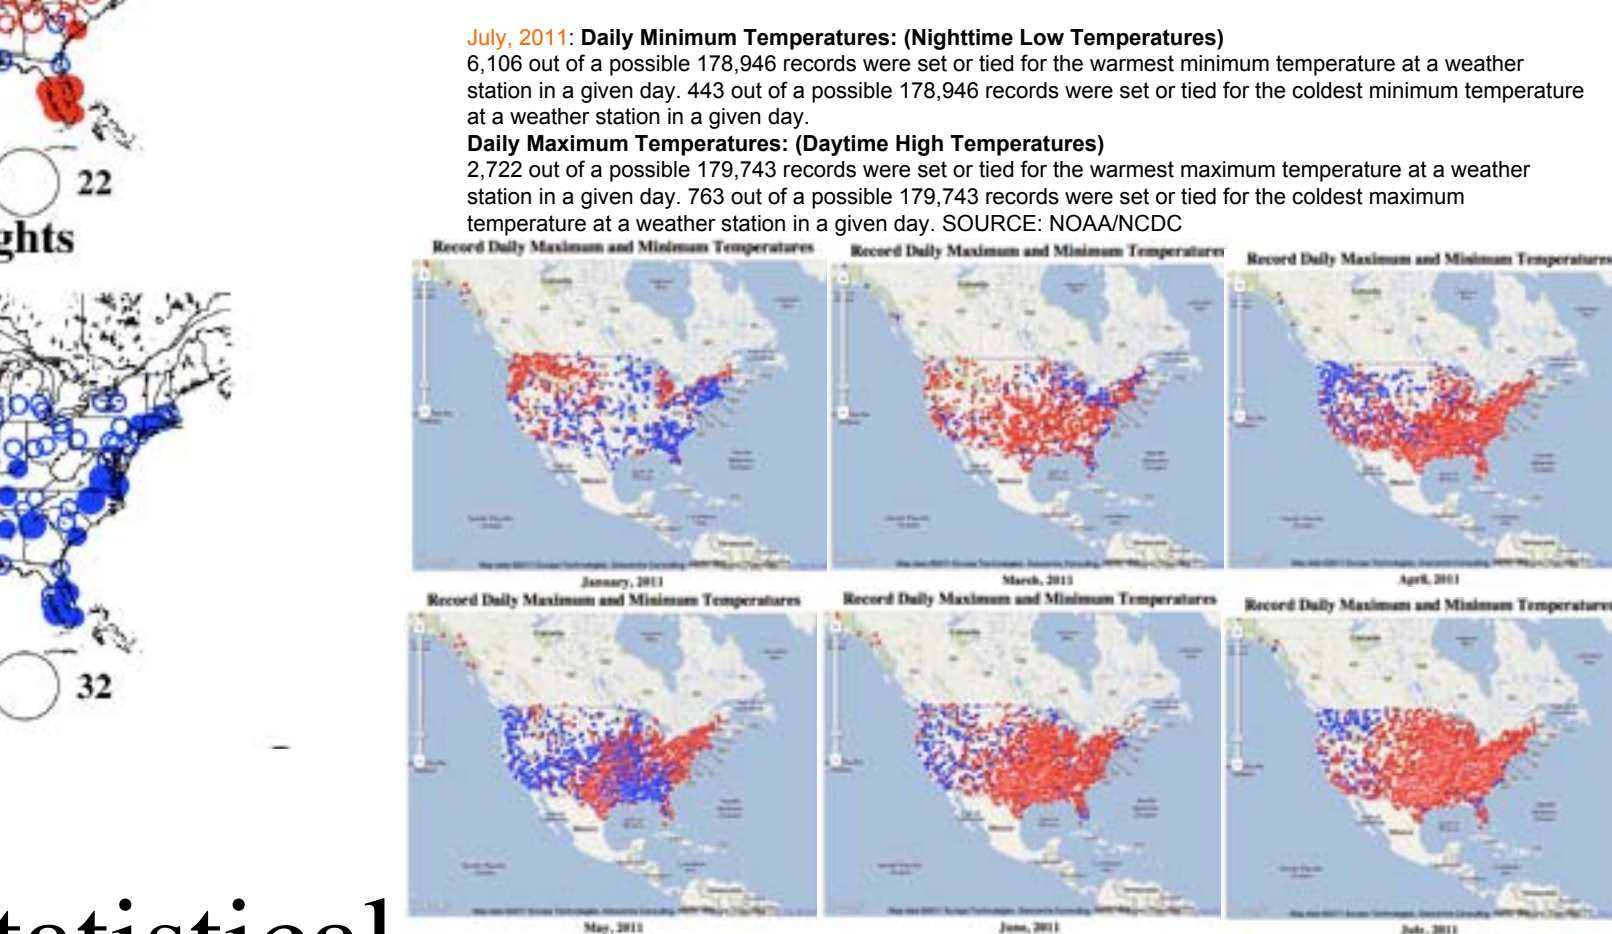 July, 2011: Daily Minimum Temperatures: (Nighttime Low Temperatures)
6,106 out of a possible 178,946 records were set or tied for the warmest minimum temperature at a weather
station in a given day. 443 out of a possible 178,946 records were set or tied for the coldest minimum temperature
at a weather station in a given day.
Daily Maximum Temperatures: (Daytime High Temperatures)
2,722 out of a possible 179,743 records were set or tied for the warmest maximum temperature at a weather
station in a given day. 763 out of a possible 179,743 records were set or tied for the coldest maximum
temperature at a weather station in a given day. SOURCE: NOAA/NCDC
22
ghts
32
tatistical
Record Daily Maximum and Minimum Temperatures
January, 2011
Record Daily Maximum and Minimum Temperatures
March, 2011
Record Daily Maximum and Minimum Temperatures
April, 2011
Record Daily Maximum and Minimum Temperatures
May, 2011
Record Daily Maximum and Minimum Temperatures
June, 2011
Record Daily Maximum and Minimum Temperatures
July, 2011